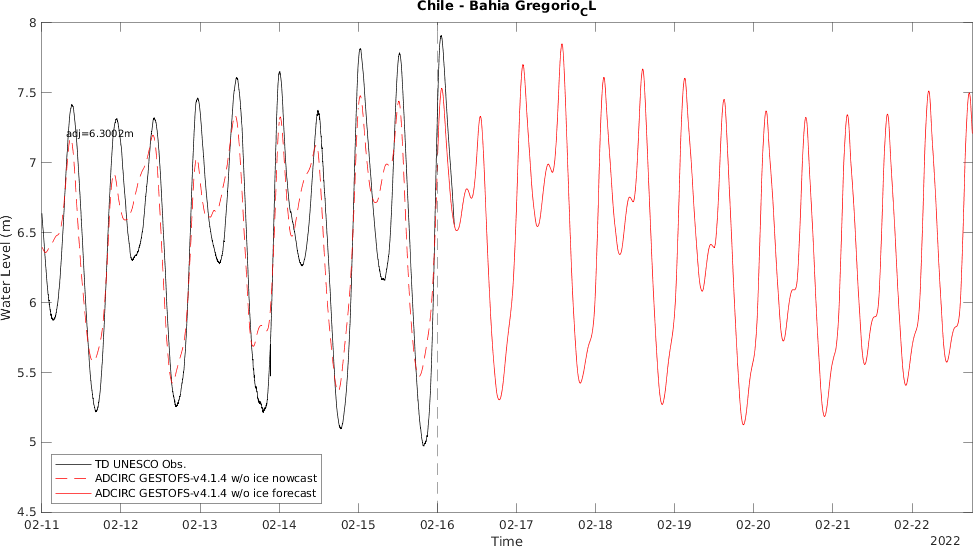 Chile - Bahia Gregorio_CL
8
7.5
7
6.5
6
5.5
5
4.5
Water Level (m)
adj=6.3002m
TD UNESCO Obs.
ADCIRC GESTOFS-v4.1.4 w/o ice nowcast
ADCIRC GESTOFS-v4.1.4 w/o ice forecast
02-11 02-12 02-13 02-14 02-15 02-16 02-17 02-18 02-19 02-20 02-21 02-22
Time
2022